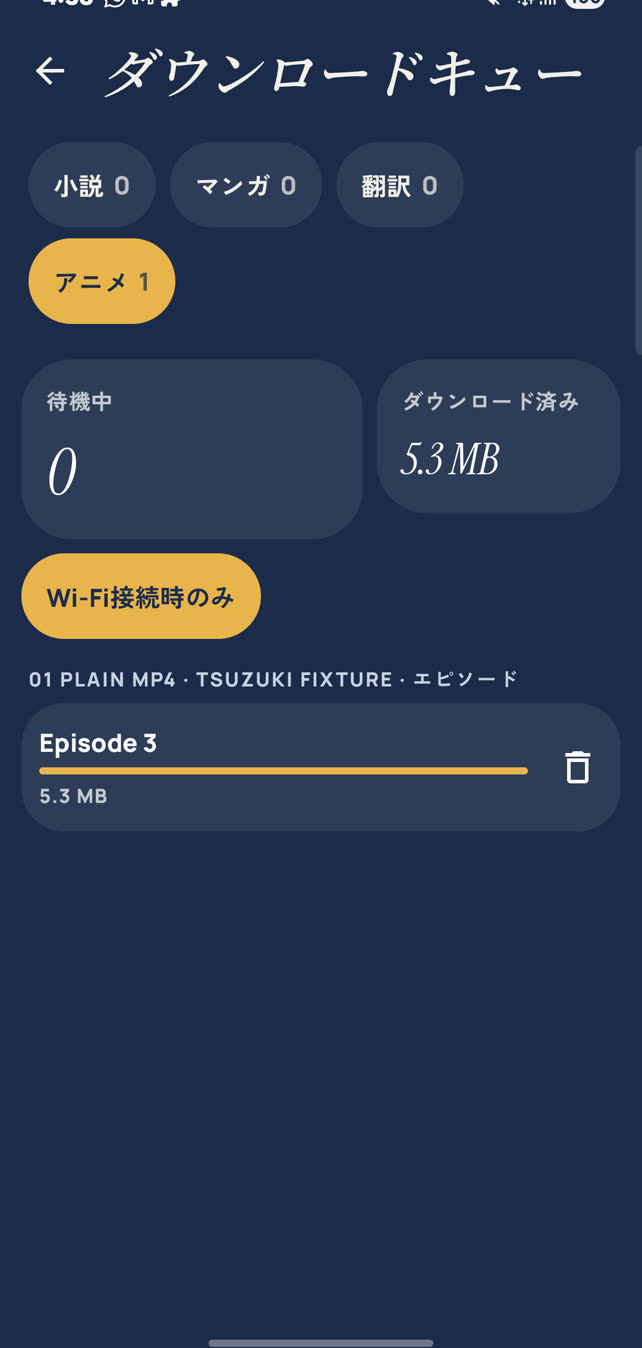 ダウンロードキュー
小説 0
マンガ 0
翻訳 0
アニメ 1
待機中
0
ダウンロード済み
5.3 MB
Wi-Fi接続時のみ
01 PLAIN MP4 · TSUZUKI FIXTURE · エピソード
Episode 3
5.3 MB